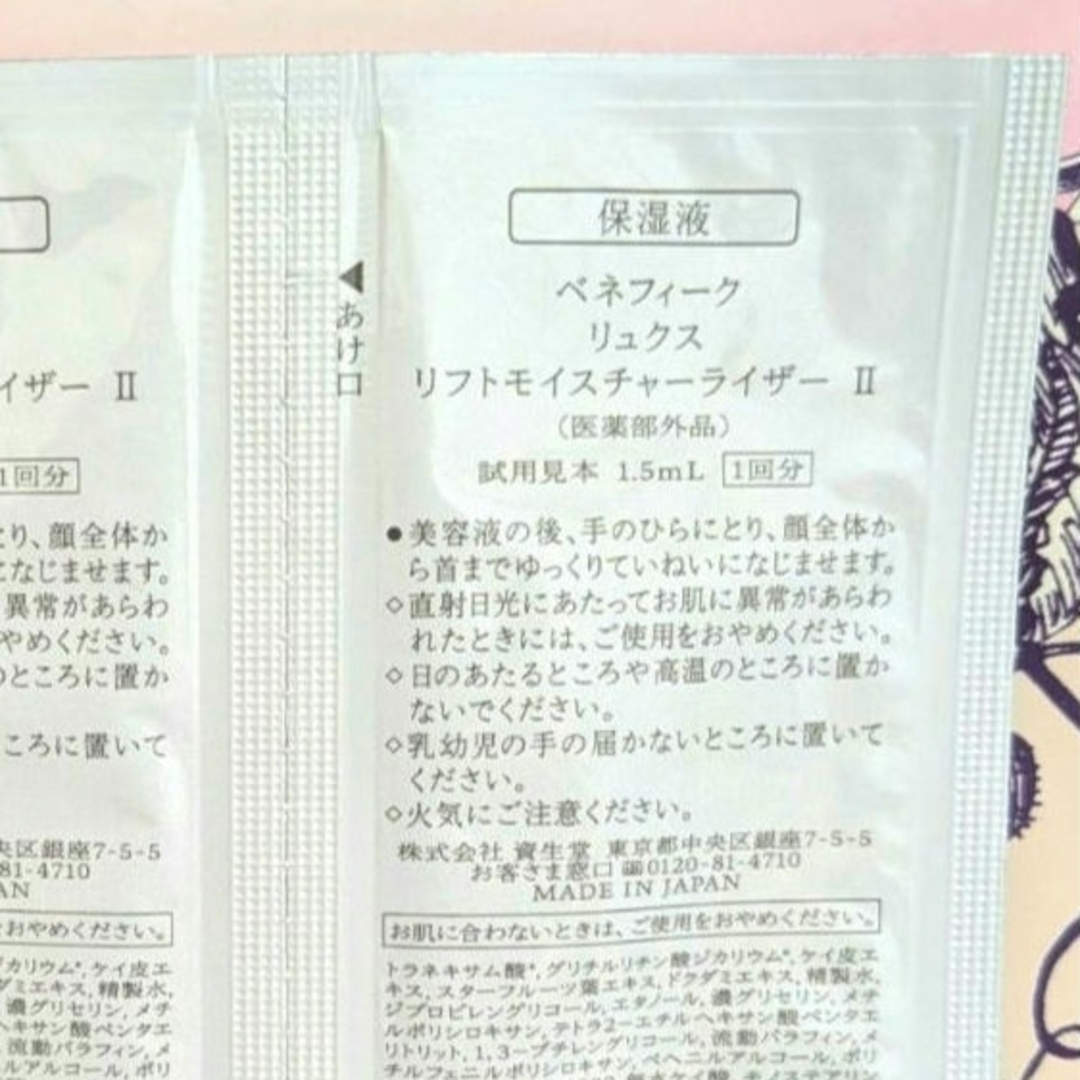 イザー Ⅱ
1回分
とり、顔全体か
になじませます。
異常があらわ
やめください。
のところに置か
ころに置いて
央区銀座7-5-5
81-4710
AN
をおやめください。
ジカリウム*, ケイ皮エ
ダミエキス, 精製水,
濃グリセリン, メチ
ヘキサン酸ペンタエ
流動パラフィン, メ
ルアルコール, ポリ
あけ口
保湿液
ベネフィーク
リュクス
リフトモイスチャーライザー Ⅱ
（医薬部外品）
試用見本 1.5mL 1回分
●美容液の後、手のひらにとり、顔全体か
ら首までゆっくりていねいになじませます。
◇直射日光にあたってお肌に異常があらわ
れたときには、ご使用をおやめください。
◇日のあたるところや高温のところに置か
ないでください。
◇乳幼児の手の届かないところに置いて
ください。
◇火気にご注意ください。
株式会社 資生堂 東京都中央区銀座7-5-5
お客さま窓口 0120-81-4710
MADE IN JAPAN
お肌に合わないときは、ご使用をおやめください。
トラネキサム酸*, グリチルリチン酸ジカリウム*, ケイ皮エ
キス, スターフルーツ葉エキス, ドクダミエキス, 精製水,
ジプロピレングリコール, エタノール, 濃グリセリン, メチ
ルポリシロキサン, テトラ2-エチルヘキサン酸ペンタエ
リトリット, 1, 3-ブチレングリコール, 流動パラフィン, メ
チルフェニルポリシロキサン, ベヘニルアルコール, ポリ
無水ケイ酸, モノステアリン